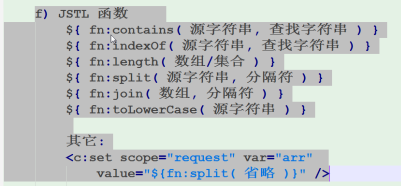 f) JSTL 函数
${ fn:contains( 源字符串, 查找字符串 ) }
${ fn:indexOf( 源字符串, 查找字符串 ) }
${ fn:length( 数组/集合 ) }
${ fn:split( 源字符串, 分隔符 ) }
${ fn:join( 数组, 分隔符 ) }
${ fn:toLowerCase( 源字符串 ) }
其它:
<c:set scope="request" var="arr"
value="${fn:split( 省略 )}" />